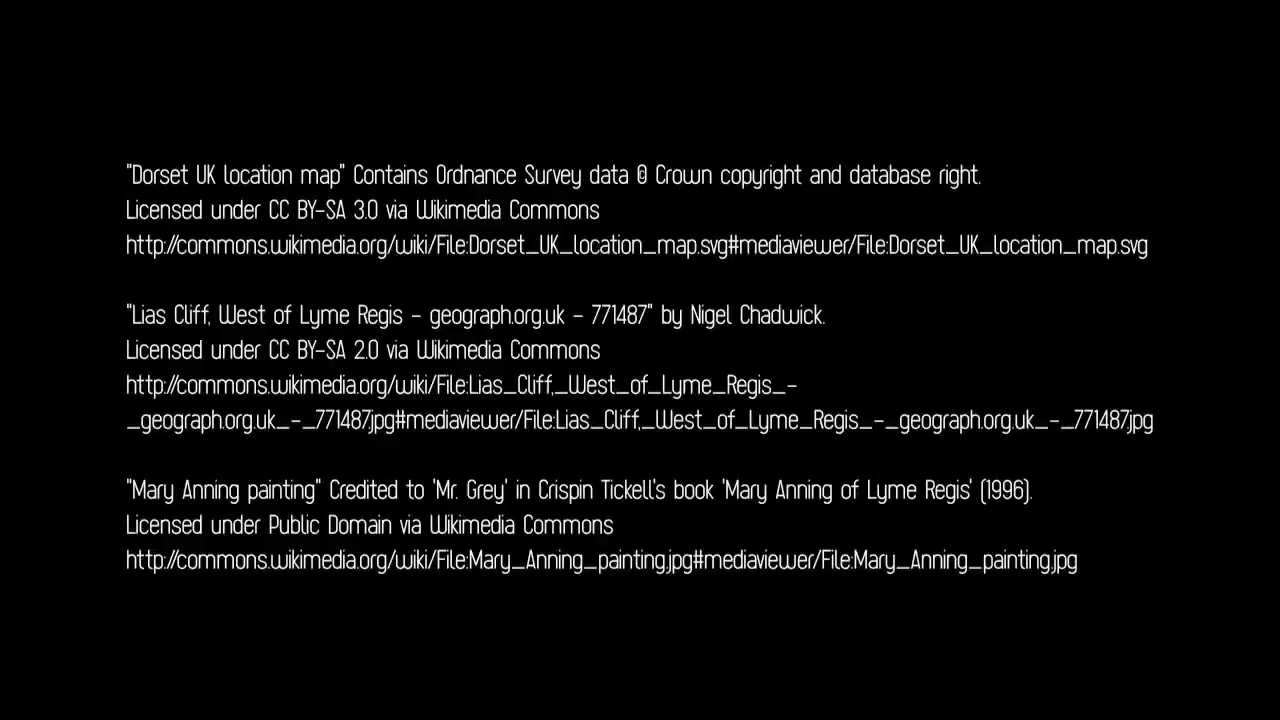 "Dorset UK location map" Contains Ordnance Survey data © Crown copyright and database right.
Licensed under CC BY-SA 3.0 via Wikimedia Commons
http://commons.wikimedia.org/wiki/File:Dorset_UK_location_map.svg#mediaviewer/File:Dorset_UK_location_map.svg
"Lias Cliff, West of Lyme Regis - geograph.org.uk - 771487" by Nigel Chadwick.
Licensed under CC BY-SA 2.0 via Wikimedia Commons
http://commons.wikimedia.org/wiki/File:Lias_Cliff,_West_of_Lyme_Regis_-
_geograph.org.uk_-_771487.jpg#mediaviewer/File:Lias_Cliff,_West_of_Lyme_Regis_-_geograph.org.uk_-_771487.jpg
"Mary Anning painting" Credited to 'Mr. Grey' in Crispin Tickell's book 'Mary Anning of Lyme Regis' (1996).
Licensed under Public Domain via Wikimedia Commons
http://commons.wikimedia.org/wiki/File:Mary_Anning_painting.jpg#mediaviewer/File:Mary_Anning_painting.jpg